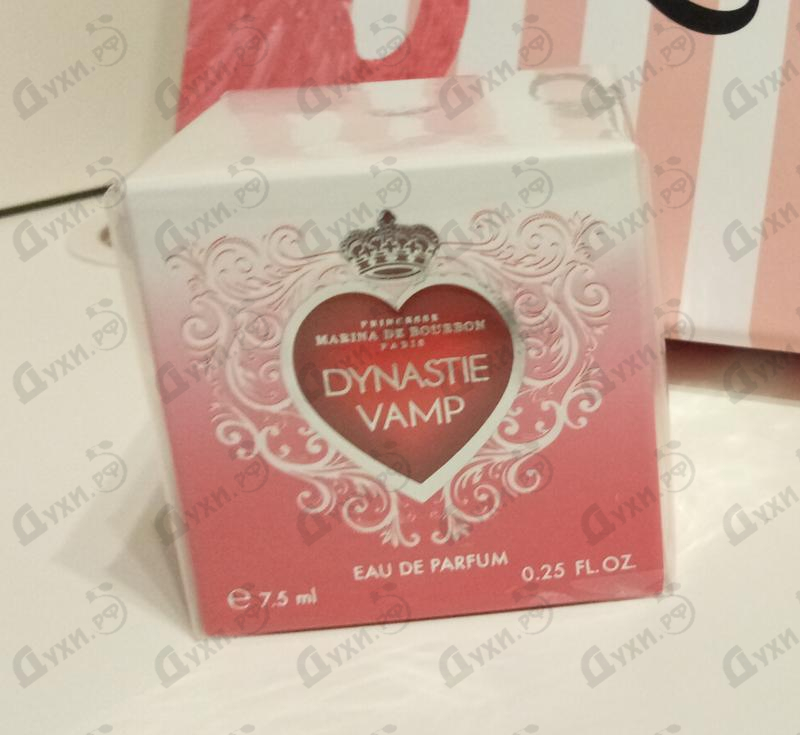 PRINCESSE
MARINA DE BOURBON
PARIS
DYNASTIE
VAMP
EAU DE PARFUM
e 7.5 ml
0.25 FL.OZ.
Духи.рф